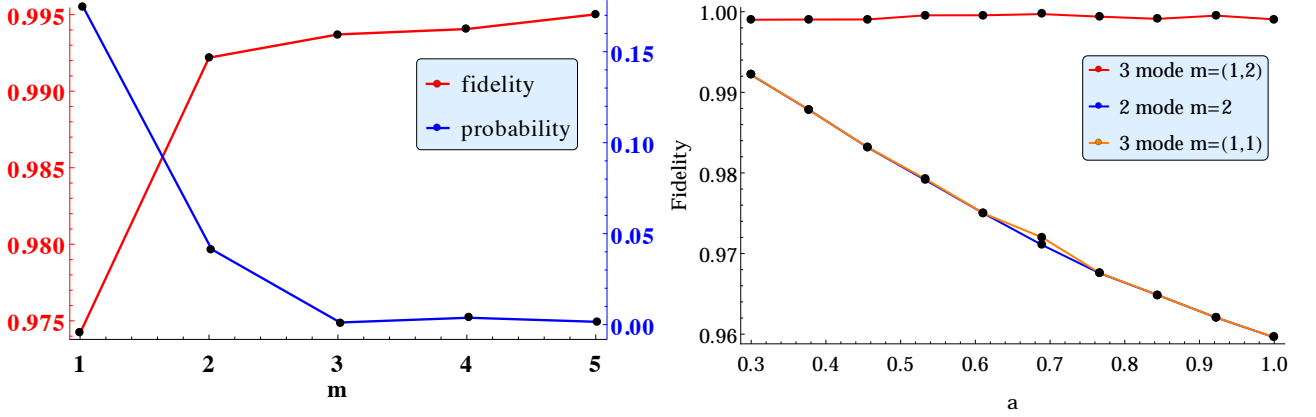 0.995
0.990
0.985
0.980
0.975
0.15
0.10
0.05
0.00
fidelity
probability
1 2 3 4 5
m
1.00
0.99
0.98
0.97
0.96
Fidelity
3 mode m=(1,2)
2 mode m=2
3 mode m=(1,1)
0.3 0.4 0.5 0.6 0.7 0.8 0.9 1.0
a